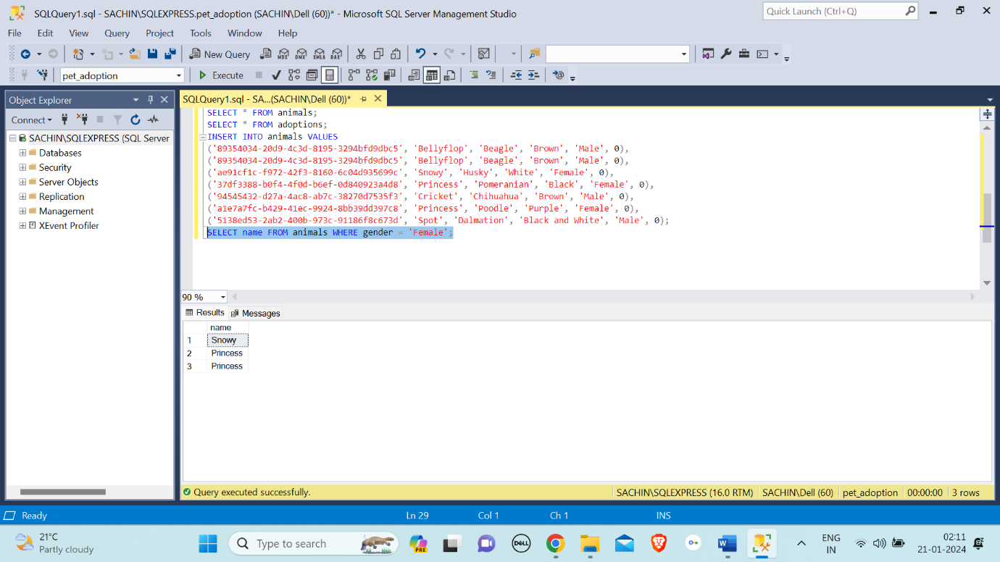 SQLQuery1.sql - SACHIN\SQLEXPRESS.pet_adoption (SACHIN\Dell (60))* - Microsoft SQL Server Management Studio
Quick Launch (Ctrl+Q)
File Edit View Query Project Tools Window Help
New Query MDX DMX XMLA DAX
pet_adoption Execute
Object Explorer
SQLQuery1.sql - SA...(SACHIN\Dell (60))*
Connect
SACHIN\SQLEXPRESS (SQL Server
Databases
Security
Server Objects
Replication
Management
XEvent Profiler
SELECT * FROM animals;
SELECT * FROM adoptions;
INSERT INTO animals VALUES
('89354034-20d9-4c3d-8195-3294bfd9dbc5', 'Bellyflop', 'Beagle', 'Brown', 'Male', 0),
('89354034-20d9-4c3d-8195-3294bfd9dbc5', 'Bellyflop', 'Beagle', 'Brown', 'Male', 0),
('ae91cf1c-f972-42f3-8160-6c04d935699c', 'Snowy', 'Husky', 'White', 'Female', 0),
('37df3388-b0f4-4f0d-b6ef-0d840923a4d8', 'Princess', 'Pomeranian', 'Black', 'Female', 0),
('94545432-d27a-4ac8-ab7c-38270d7535f3', 'Cricket', 'Chihuahua', 'Brown', 'Male', 0),
('a1e7a7fc-b429-41ec-9924-8bb39dd397c8', 'Princess', 'Poodle', 'Purple', 'Female', 0),
('5138ed53-2ab2-400b-973c-91186f8c673d', 'Spot', 'Dalmation', 'Black and White', 'Male', 0);
SELECT name FROM animals WHERE gender = 'Female';
90 %
Results Messages
name
1 Snowy
2 Princess
3 Princess
Query executed successfully. SACHIN\SQLEXPRESS (16.0 RTM) SACHIN\Dell (60) pet_adoption 00:00:00 3 rows
Ready Ln 29 Col 1 Ch 1 INS
21°C
Partly cloudy
Type to search
PRE
DELL
ENG
IN
02:11
21-01-2024